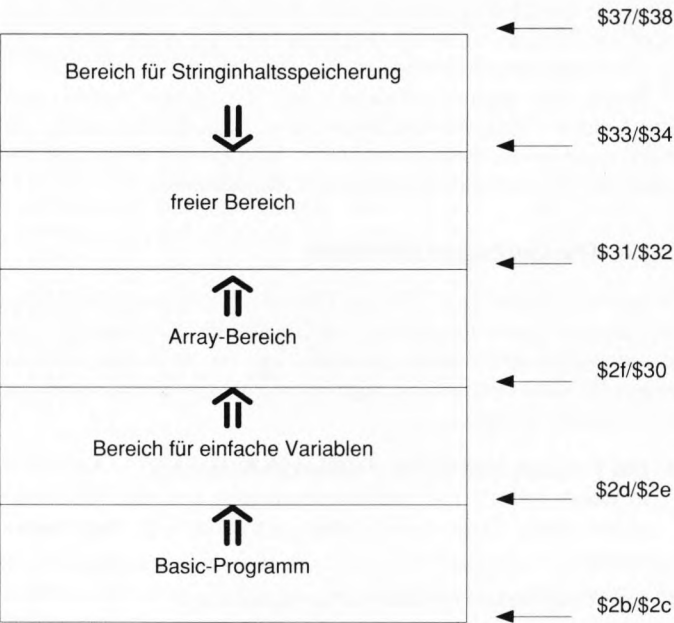 $37/$38
Bereich für Stringinhaltsspeicherung
$33/$34
freier Bereich
$31/$32
Array-Bereich
$2f/$30
Bereich für einfache Variablen
$2d/$2e
Basic-Programm
$2b/$2c